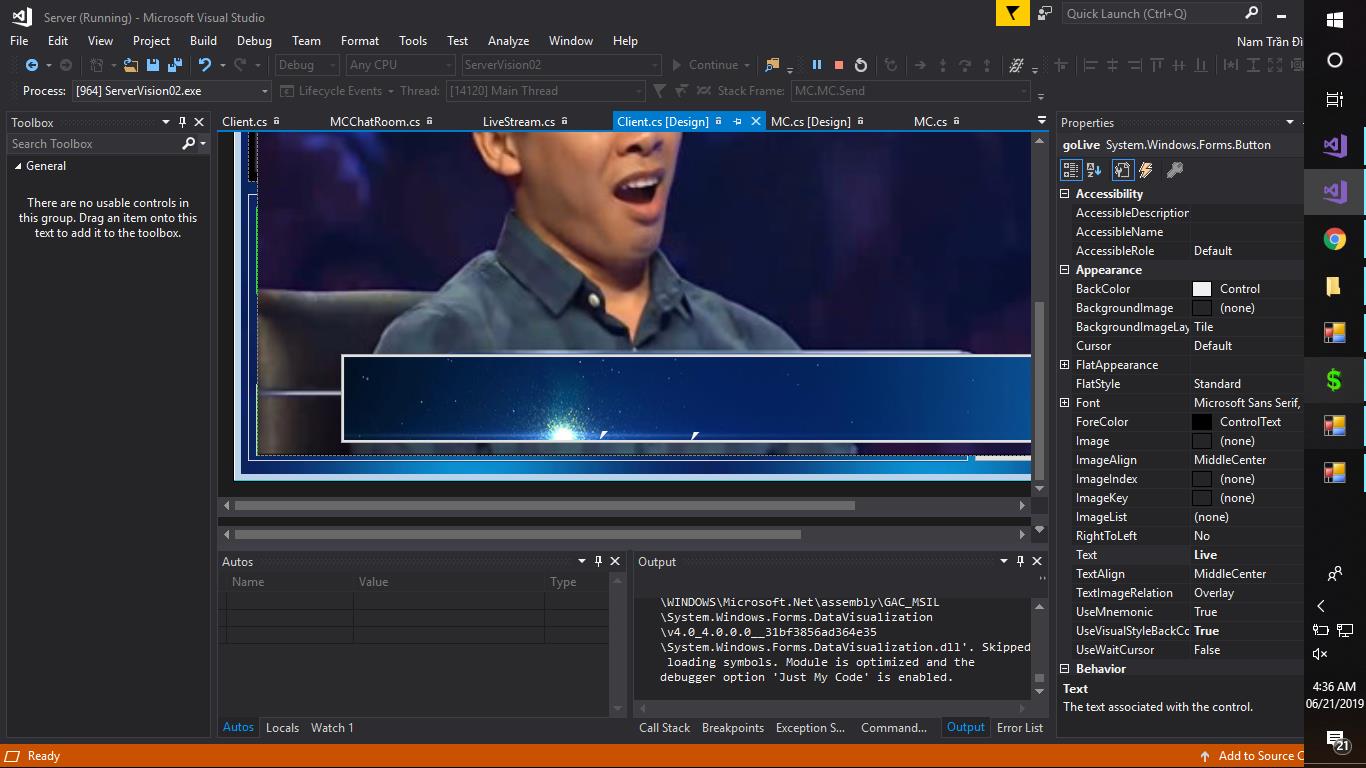 Server (Running) - Microsoft Visual Studio
Quick Launch (Ctrl+Q)
File Edit View Project Build Debug Team Format Tools Test Analyze Window Help
Nam Trần Đì
Debug Any CPU ServerVision02 Continue
Process: [964] ServerVision02.exe Lifecycle Events Thread: [14120] Main Thread Stack Frame: MC.MC.Send
Toolbox
Search Toolbox
General
There are no usable controls in
this group. Drag an item onto this
text to add it to the toolbox.
Client.cs MCChatRoom.cs LiveStream.cs Client.cs [Design] MC.cs [Design] MC.cs
Autos
Name Value Type
Autos Locals Watch 1
Output
\WINDOWS\Microsoft.Net\assembly\GAC_MSIL
\System.Windows.Forms.DataVisualization
\v4.0_4.0.0.0__31bf3856ad364e35
\System.Windows.Forms.DataVisualization.dll'. Skipped
loading symbols. Module is optimized and the
debugger option 'Just My Code' is enabled.
Call Stack Breakpoints Exception S... Command... Output Error List
Properties
goLive System.Windows.Forms.Button
Accessibility
AccessibleDescription
AccessibleName
AccessibleRole Default
Appearance
BackColor Control
BackgroundImage (none)
BackgroundImageLay Tile
Cursor Default
FlatAppearance
FlatStyle Standard
Font Microsoft Sans Serif,
ForeColor ControlText
Image (none)
ImageAlign MiddleCenter
ImageIndex (none)
ImageKey (none)
ImageList (none)
RightToLeft No
Text Live
TextAlign MiddleCenter
TextImageRelation Overlay
UseMnemonic True
UseVisualStyleBackCo True
UseWaitCursor False
Behavior
Text
The text associated with the control.
Ready
Add to Source C
4:36 AM
06/21/2019
21